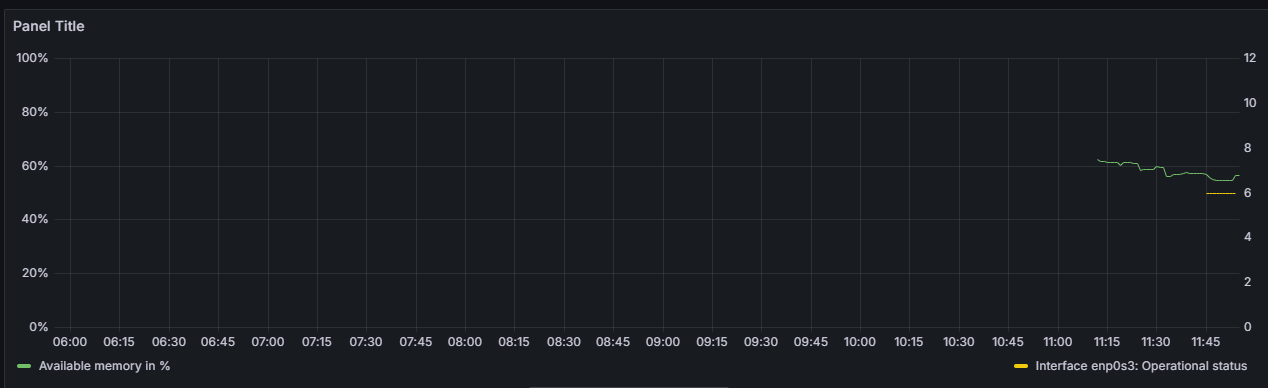 Panel Title
100% 12
80% 10
60% 8
40% 6
20% 4
0% 2
0
06:00 06:15 06:30 06:45 07:00 07:15 07:30 07:45 08:00 08:15 08:30 08:45 09:00 09:15 09:30 09:45 10:00 10:15 10:30 10:45 11:00 11:15 11:30 11:45
Available memory in % Interface enp0s3: Operational status